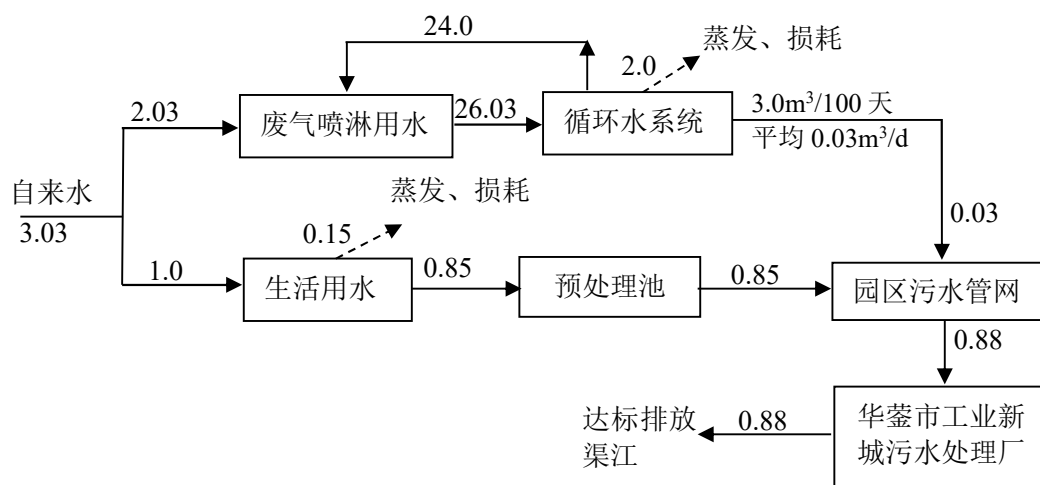 24.0
蒸发、损耗
2.0
2.03
废气喷淋用水
26.03
循环水系统
3.0m³/100 天
平均 0.03m³/d
自来水
3.03
蒸发、损耗
0.15
0.03
1.0
生活用水
0.85
预处理池
0.85
园区污水管网
0.88
达标排放
渠江
0.88
华蓥市工业新
城污水处理厂